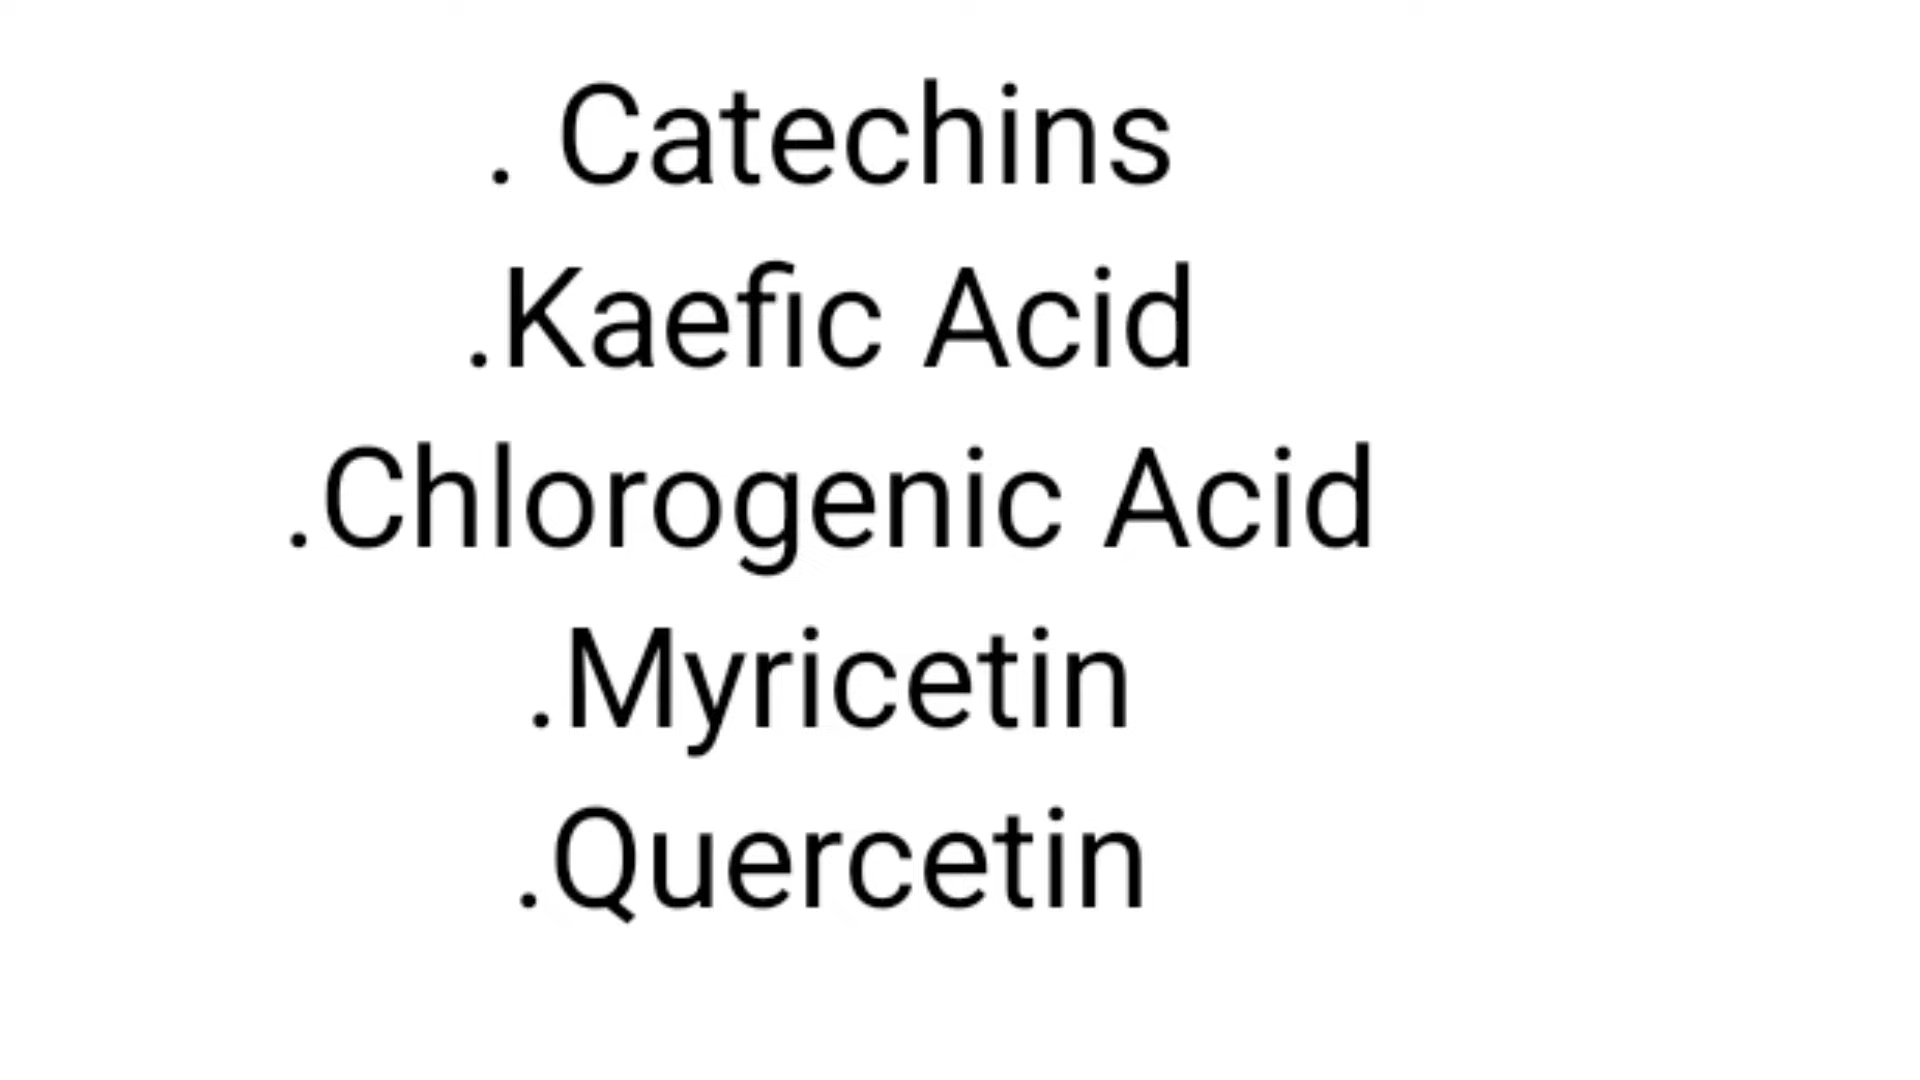 . Catechins
.Kaefic Acid
.Chlorogenic Acid
.Myricetin
.Quercetin